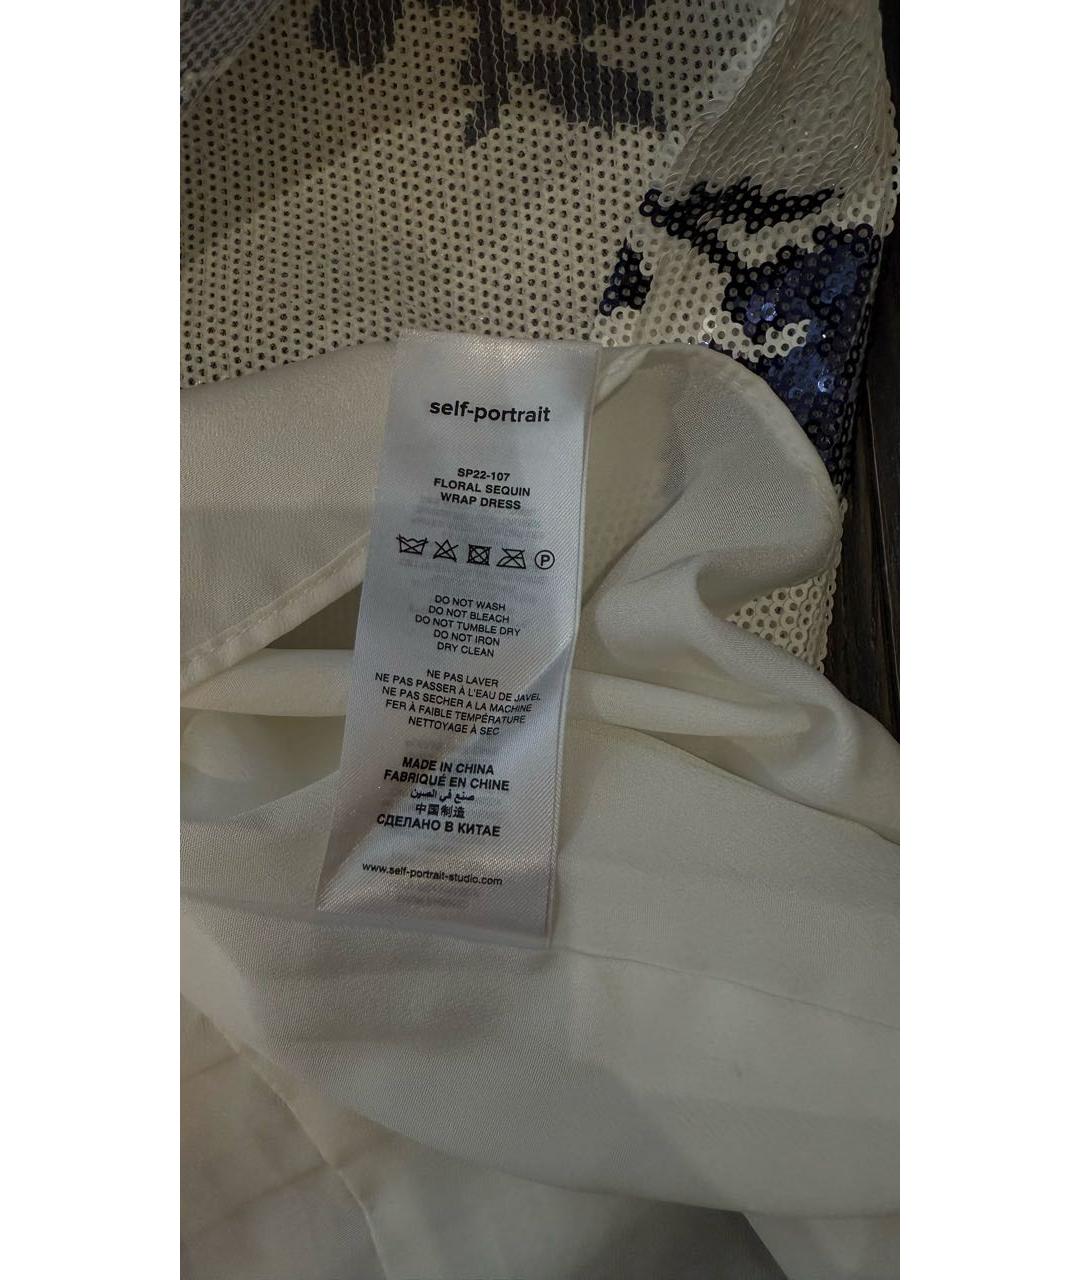 self-portrait
SP22-107
FLORAL SEQUIN
WRAP DRESS
P
DO NOT WASH
DO NOT BLEACH
DO NOT TUMBLE DRY
DO NOT IRON
DRY CLEAN
NE PAS LAVER
NE PAS PASSER À L'EAU DE JAVEL
NE PAS SECHER A LA MACHINE
FER À FAIBLE TEMPÉRATURE
NETTOYAGE À SEC
MADE IN CHINA
FABRIQUÉ EN CHINE
صنع في الصين
中国制造
СДЕЛАНО В КИТАЕ
www.self-portrait-studio.com